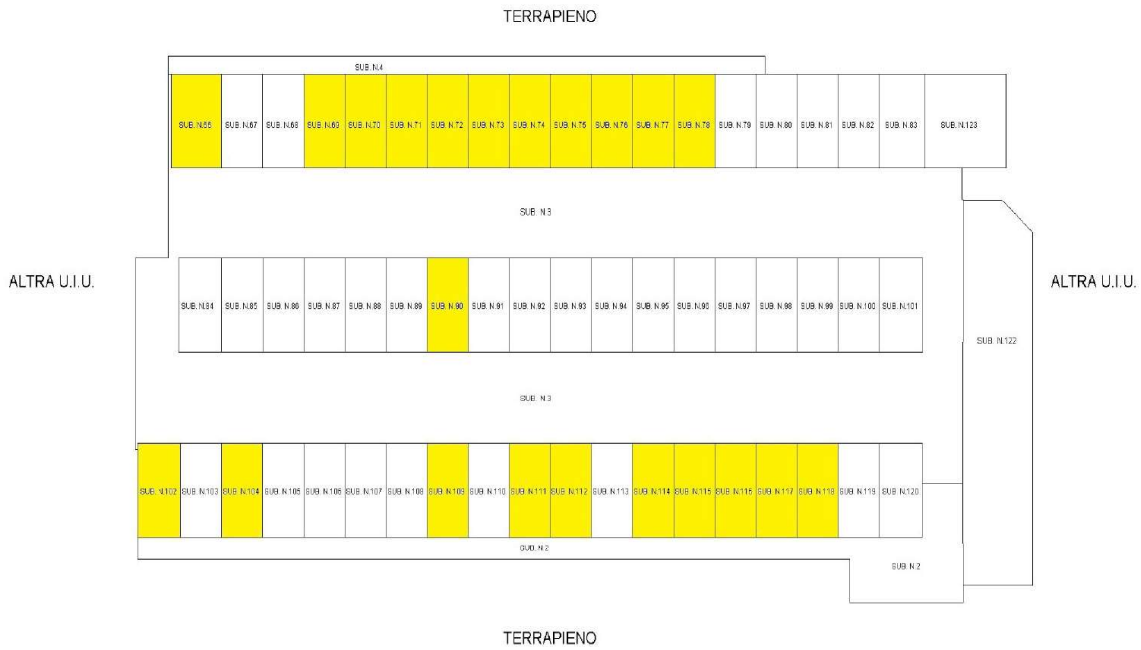 TERRAPIENO
SUB. N.4
SUB. N.66 SUB. N.67 SUB. N.68 SUB. N.69 SUB. N.70 SUB. N.71 SUB. N.72 SUB. N.73 SUB. N.74 SUB. N.75 SUB. N.76 SUB. N.77 SUB. N.78 SUB. N.79 SUB. N.80 SUB. N.81 SUB. N.82 SUB. N.83 SUB. N.123
SUB. N.3
ALTRA U.I.U.
ALTRA U.I.U.
SUB. N.84 SUB. N.85 SUB. N.86 SUB. N.87 SUB. N.88 SUB. N.89 SUB. N.90 SUB. N.91 SUB. N.92 SUB. N.93 SUB. N.94 SUB. N.95 SUB. N.96 SUB. N.97 SUB. N.98 SUB. N.99 SUB. N.100 SUB. N.101
SUB. N.122
SUB. N.3
SUB. N.102 SUB. N.103 SUB. N.104 SUB. N.105 SUB. N.106 SUB. N.107 SUB. N.108 SUB. N.109 SUB. N.110 SUB. N.111 SUB. N.112 SUB. N.113 SUB. N.114 SUB. N.115 SUB. N.116 SUB. N.117 SUB. N.118 SUB. N.119 SUB. N.120
SUB. N.2
SUB. N.2
TERRAPIENO